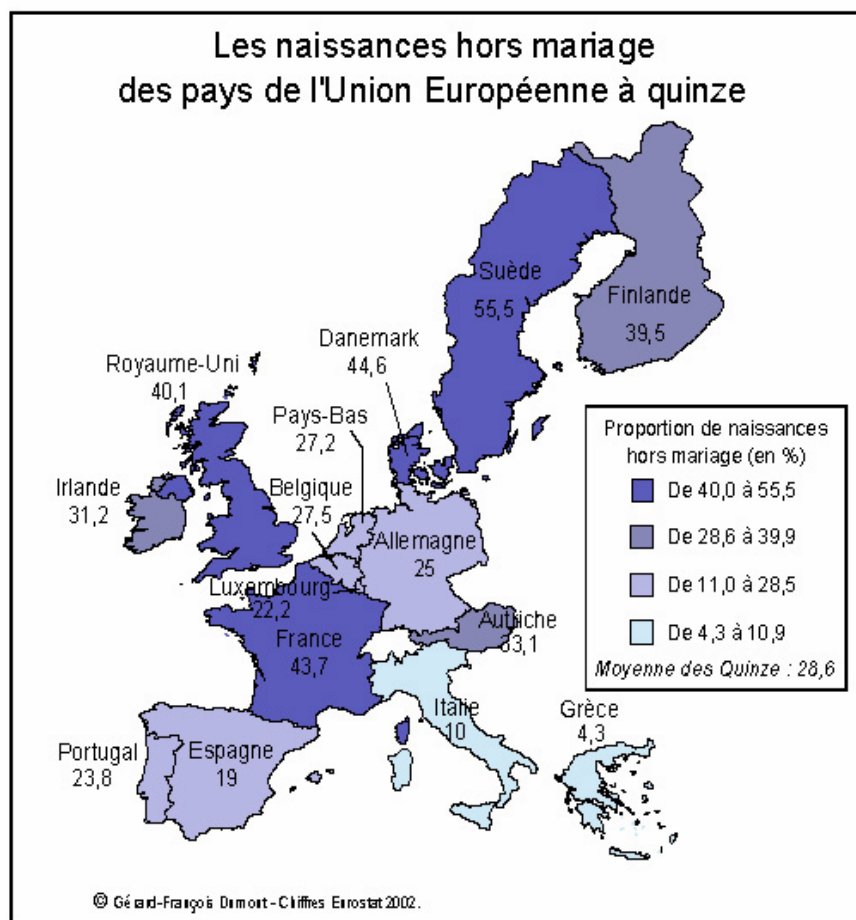 Les naissances hors mariage
des pays de l'Union Européenne à quinze
Suède
55,5
Finlande
39,5
Danemark
44,6
Royaume-Uni
40,1
Pays-Bas
27,2
Irlande
31,2
Belgique
27,5
Allemagne
25
Luxembourg
22,2
France
43,7
Autriche
33,1
Italie
10
Grèce
4,3
Portugal
23,8
Espagne
19
Proportion de naissances
hors mariage (en %)
De 40,0 à 55,5
De 28,6 à 39,9
De 11,0 à 28,5
De 4,3 à 10,9
Moyenne des Quinze : 28,6
© Gérard-François Dumont - Chiffres Eurostat 2002.